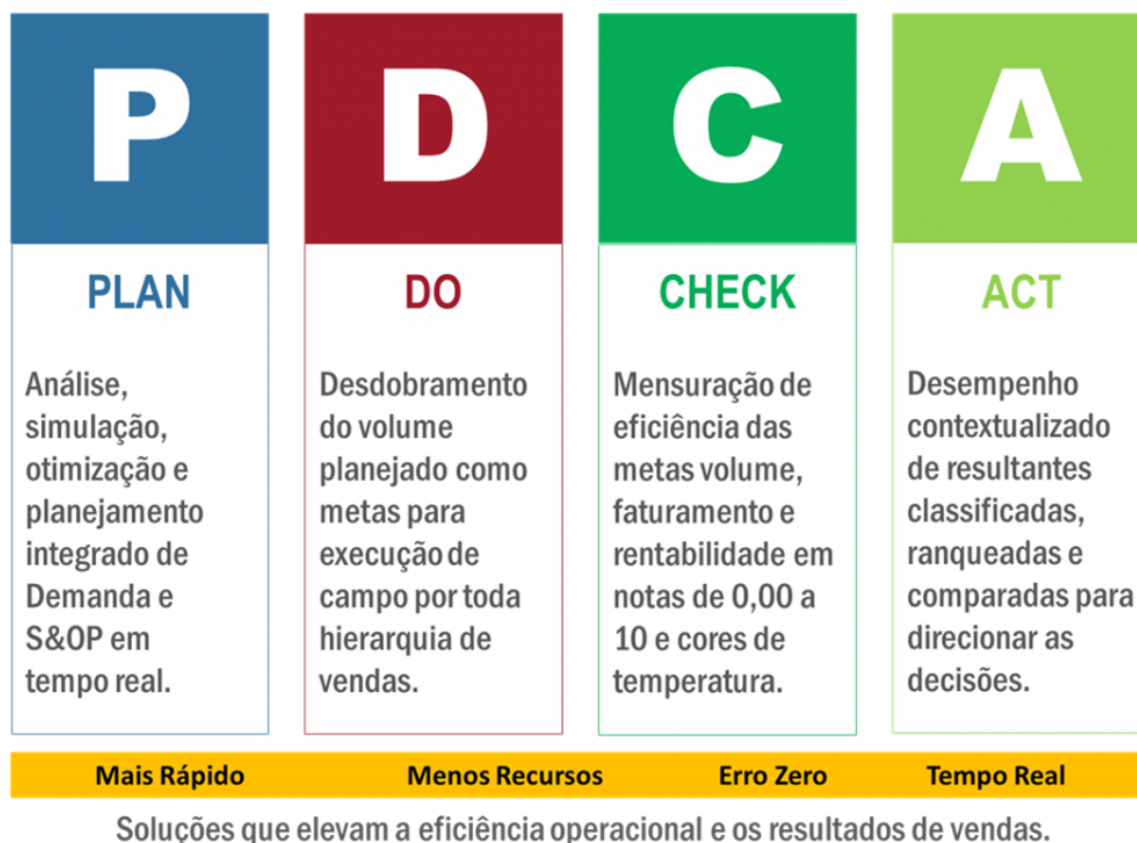 P
D
C
A
PLAN
Análise,
simulação,
otimização e
planejamento
integrado de
Demanda e
S&OP em
tempo real.
DO
Desdobramento
do volume
planejado como
metas para
execução de
campo por toda
hierarquia de
vendas.
CHECK
Mensuração de
eficiência das
metas volume,
faturamento e
rentabilidade em
notas de 0,00 a
10 e cores de
temperatura.
ACT
Desempenho
contextualizado
de resultantes
classificadas,
ranqueadas e
comparadas para
direcionar as
decisões.
Mais Rápido
Menos Recursos
Erro Zero
Tempo Real
Soluções que elevam a eficiência operacional e os resultados de vendas.